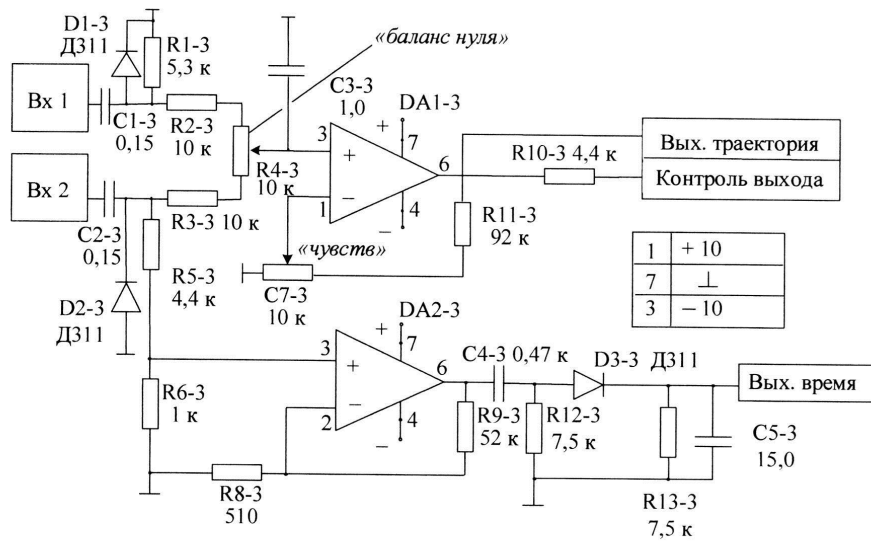 D1-3
Д311
R1-3
5,3 к
«баланс нуля»
Вх 1
C1-3
0,15
R2-3
10 к
C3-3
1,0
DA1-3
+
7
3
+
6
R4-3
10 к
−
1
4
−
R10-3 4,4 к
Вых. траектория
Контроль выхода
Вх 2
C2-3
0,15
R3-3 10 к
R11-3
92 к
«чувств»
R5-3
4,4 к
C7-3
10 к
1 + 10
7 ⊥
3 − 10
D2-3
Д311
DA2-3
+
7
3
+
6
C4-3 0,47 к
D3-3 Д311
Вых. время
R6-3
1 к
−
2
4
−
R9-3
52 к
R12-3
7,5 к
C5-3
15,0
R8-3
510
R13-3
7,5 к